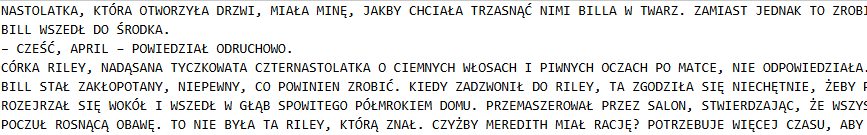 NASTOLATKA, KTÓRA OTWORZYŁA DRZWI, MIAŁA MINĘ, JAKBY CHCIAŁA TRZASNĄĆ NIMI BILLA W TWARZ. ZAMIAST JEDNAK TO ZROBI
BILL WSZEDŁ DO ŚRODKA.
– CZEŚĆ, APRIL – POWIEDZIAŁ ODRUCHOWO.
CÓRKA RILEY, NADĄSANA TYCZKOWATA CZTERNASTOLATKA O CIEMNYCH WŁOSACH I PIWNYCH OCZACH PO MATCE, NIE ODPOWIEDZIAŁA.
BILL STAŁ ZAKŁOPOTANY, NIEPEWNY, CO POWINIEN ZROBIĆ. KIEDY ZADZWONIŁ DO RILEY, TA ZGODZIŁA SIĘ NIECHĘTNIE, ŻEBY
ROZEJRZAŁ SIĘ WOKÓŁ I WSZEDŁ W GŁĄB SPOWITEGO PÓŁMROKIEM DOMU. PRZEMASZEROWAŁ PRZEZ SALON, STWIERDZAJĄC, ŻE WSZYS
POCZUŁ ROSNĄCĄ OBAWĘ. TO NIE BYŁA TA RILEY, KTÓRĄ ZNAŁ. CZYŻBY MEREDITH MIAŁ RACJĘ? POTRZEBUJE WIĘCEJ CZASU, ABY